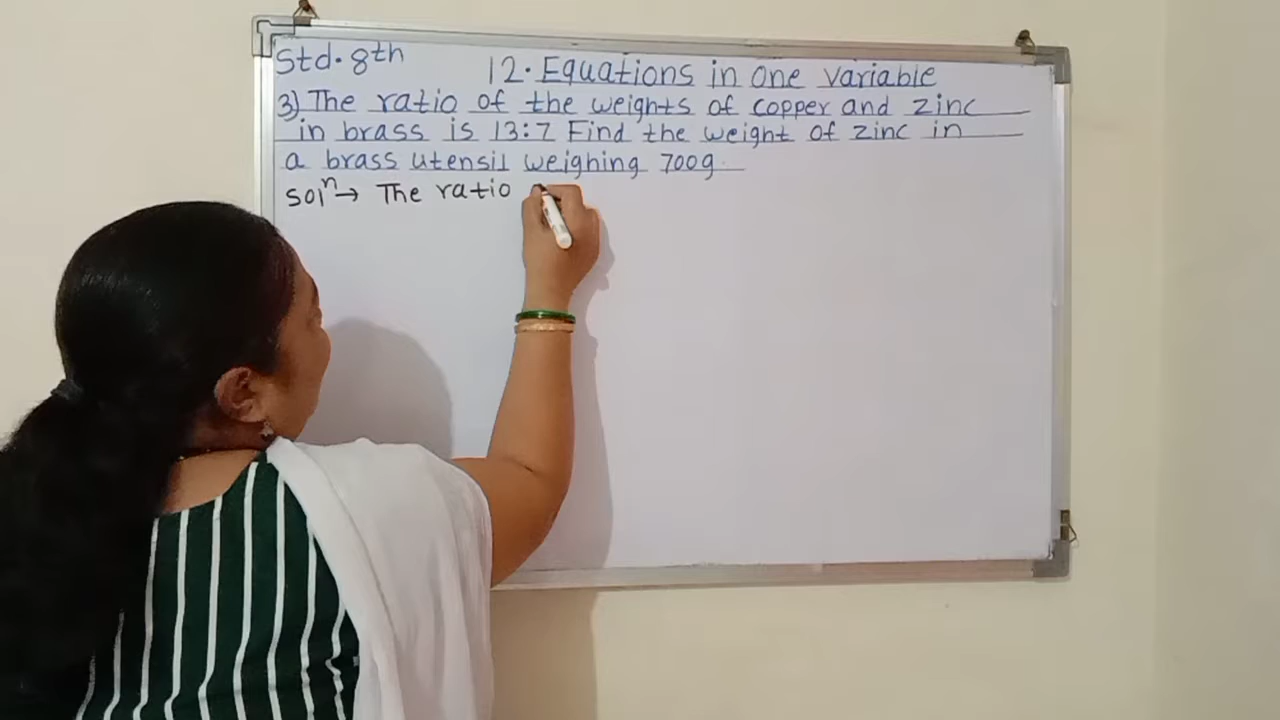 Std. 8th
12. Equations in one variable
3) The ratio of the weights of copper and zinc
in brass is 13:7 Find the weight of zinc in
a brass utensil weighing 700g.
Solⁿ→ The ratio